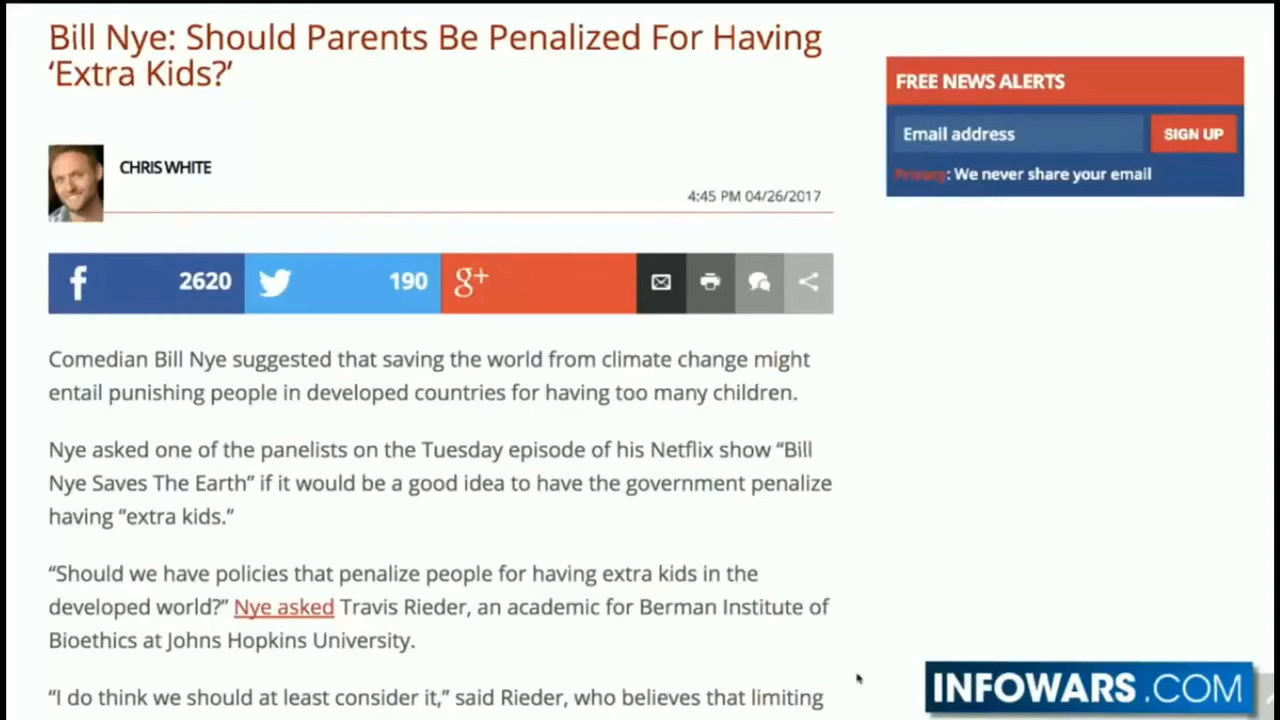 Bill Nye: Should Parents Be Penalized For Having
‘Extra Kids?’
CHRIS WHITE
4:45 PM 04/26/2017
2620
190
g+
Comedian Bill Nye suggested that saving the world from climate change might
entail punishing people in developed countries for having too many children.
Nye asked one of the panelists on the Tuesday episode of his Netflix show “Bill
Nye Saves The Earth” if it would be a good idea to have the government penalize
having “extra kids.”
“Should we have policies that penalize people for having extra kids in the
developed world?” Nye asked Travis Rieder, an academic for Berman Institute of
Bioethics at Johns Hopkins University.
“I do think we should at least consider it,” said Rieder, who believes that limiting
FREE NEWS ALERTS
Email address
SIGN UP
Privacy: We never share your email
INFOWARS.COM